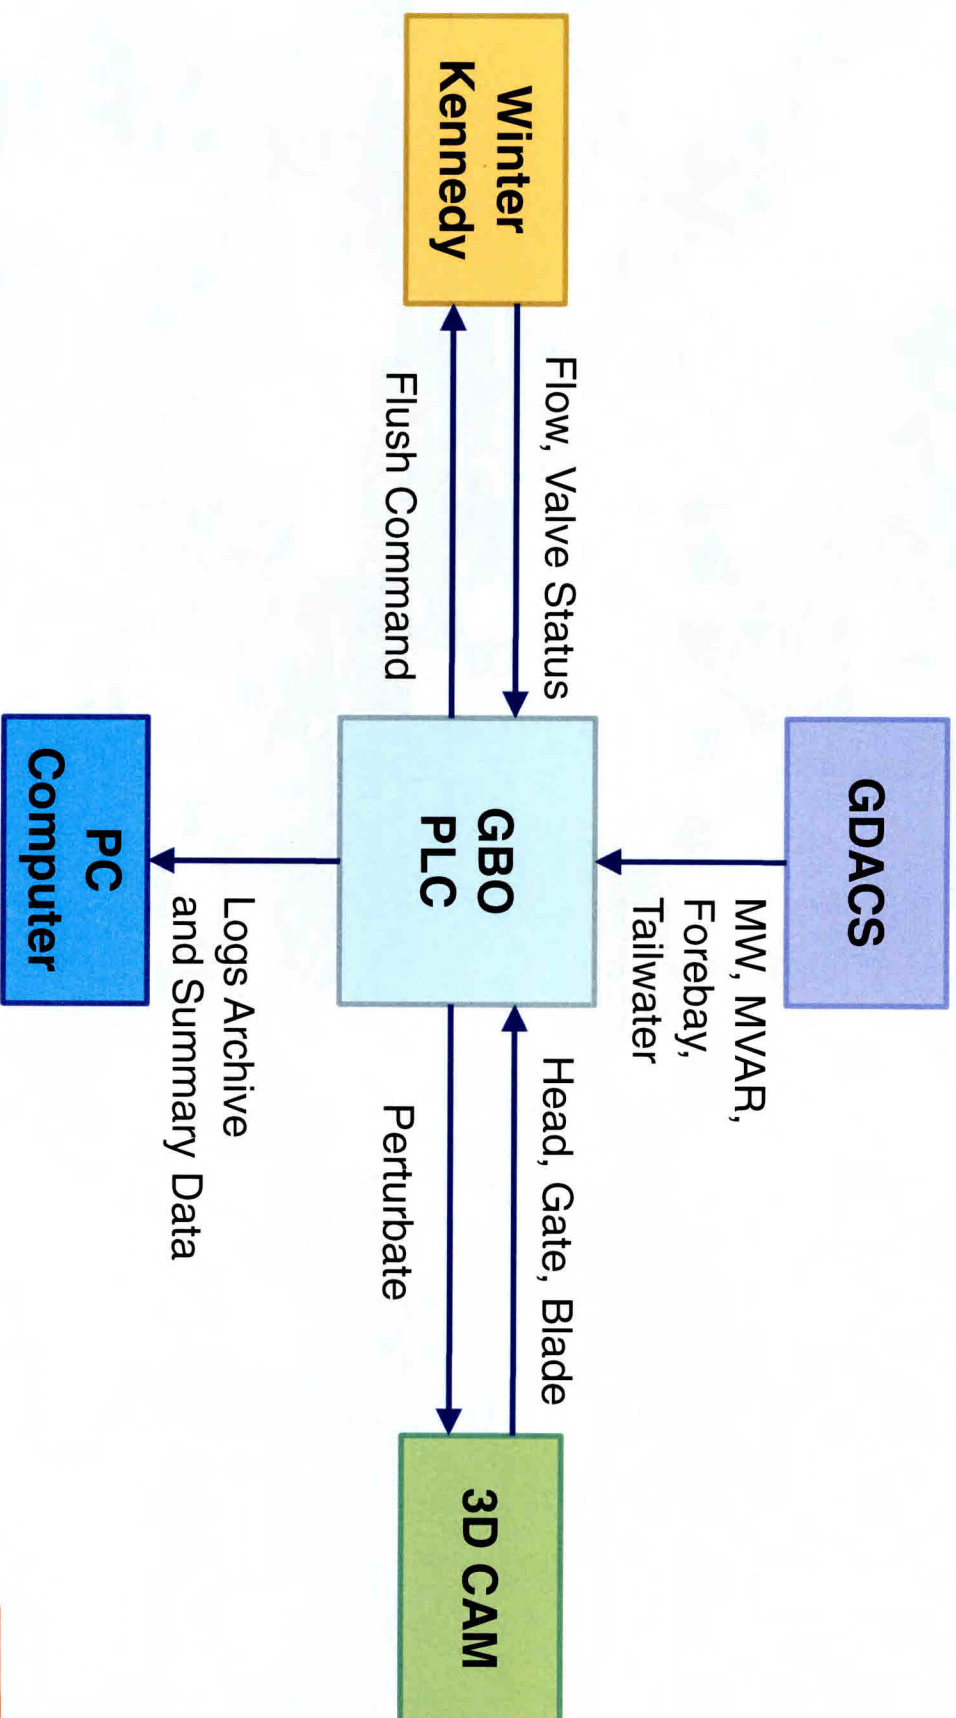 GDACS
MW, MVAR,
Forebay,
Tailwater
Winter
Kennedy
Flow, Valve Status
Flush Command
GBO
PLC
Head, Gate, Blade
Perturbate
3D CAM
Logs Archive
and Summary Data
PC
Computer